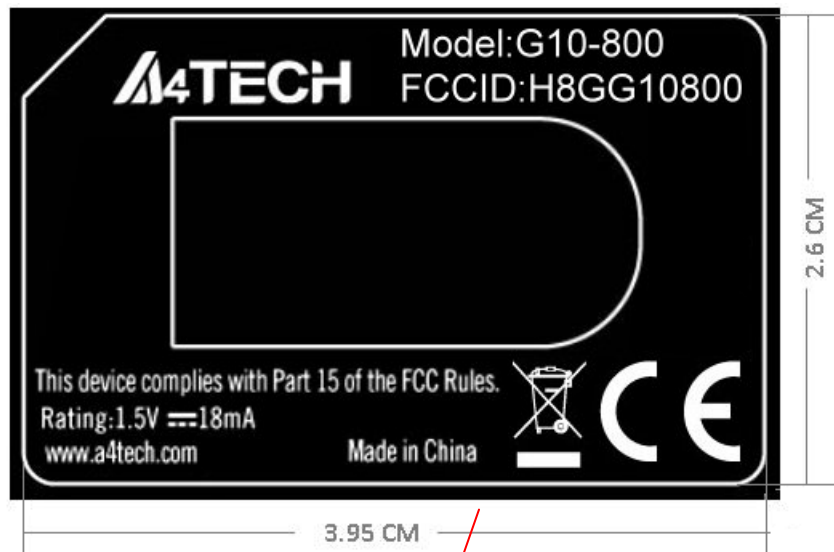 A4TECH
Model:G10-800
FCCID:H8GG10800
This device complies with Part 15 of the FCC Rules.
Rating:1.5V ⎓18mA
www.a4tech.com
Made in China
CE
2.6 CM
3.95 CM